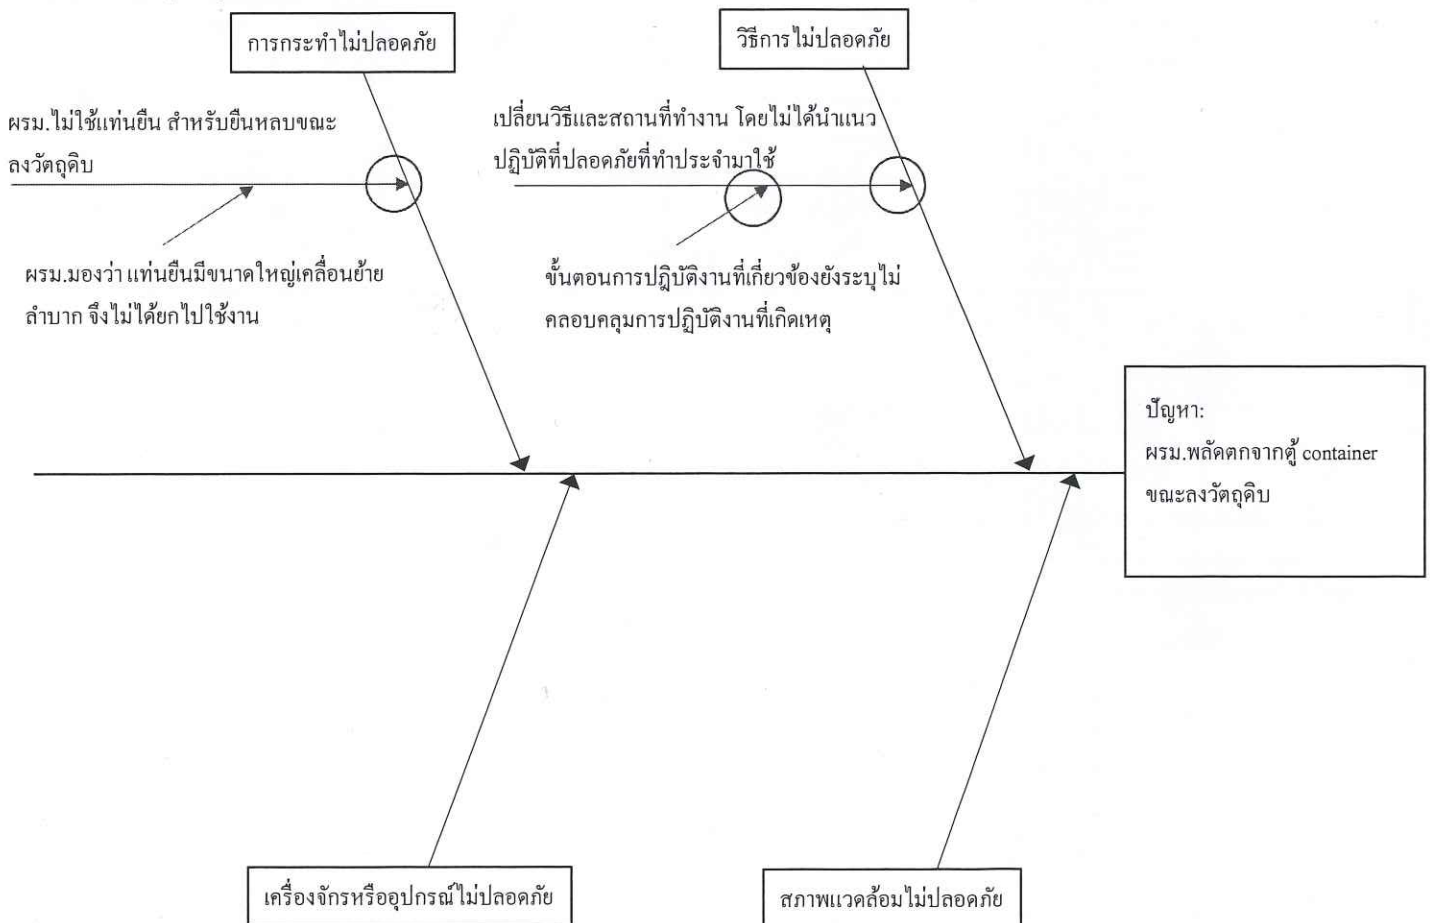 การกระทำไม่ปลอดภัย
วิธีการไม่ปลอดภัย
ผรม.ไม่ใช้แท่นยืน สำหรับยืนหลบขณะ
ลงวัตถุดิบ
เปลี่ยนวิธีและสถานที่ทำงาน โดยไม่ได้นำแนว
ปฏิบัติที่ปลอดภัยที่ทำประจำมาใช้
ผรม.มองว่า แท่นยืนมีขนาดใหญ่เคลื่อนย้าย
ลำบาก จึงไม่ได้ยกไปใช้งาน
ขั้นตอนการปฎิบัติงานที่เกี่ยวข้องยังระบุไม่
คลอบคลุมการปฏิบัติงานที่เกิดเหตุ
ปัญหา:
ผรม.พลัดตกจากตู้ container
ขณะลงวัตถุดิบ
เครื่องจักรหรืออุปกรณ์ไม่ปลอดภัย
สภาพแวดล้อมไม่ปลอดภัย